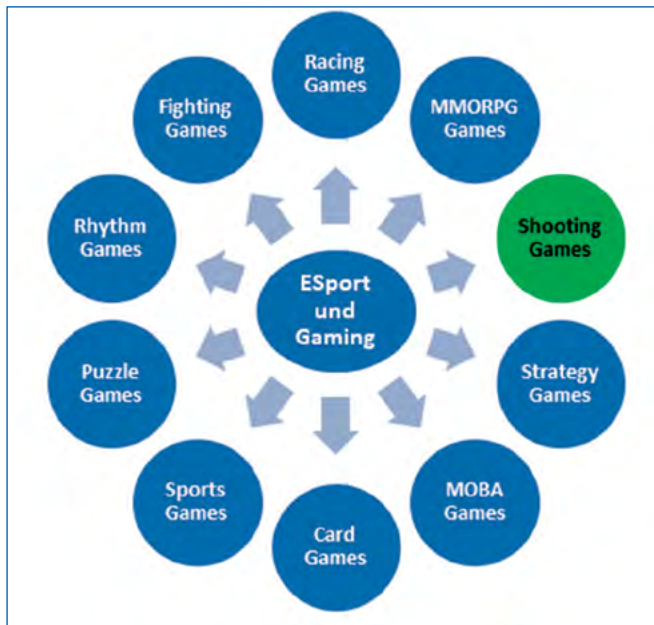 Racing
Games
Fighting
Games
MMORPG
Games
Rhythm
Games
Shooting
Games
ESport
und
Gaming
Puzzle
Games
Strategy
Games
Sports
Games
MOBA
Games
Card
Games